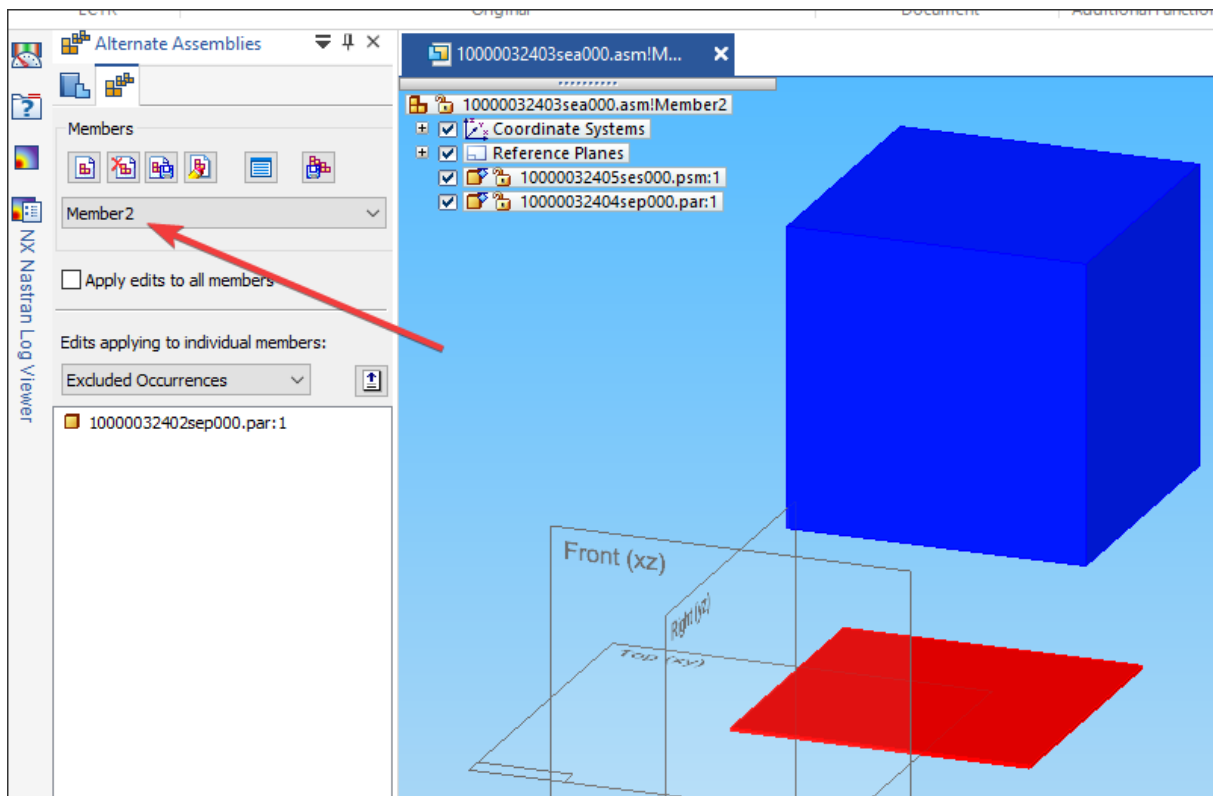 Original
Document
Alternate Assemblies
10000032403sea000.asm!M...
Members
Member2
Apply edits to all members
Edits applying to individual members:
Excluded Occurrences
10000032402sep000.par:1
NX Nastran Log Viewer
10000032403sea000.asm!Member2
Coordinate Systems
Reference Planes
10000032405ses000.psm:1
10000032404sep000.par:1
Front (xz)
Right (yz)
Top (xy)